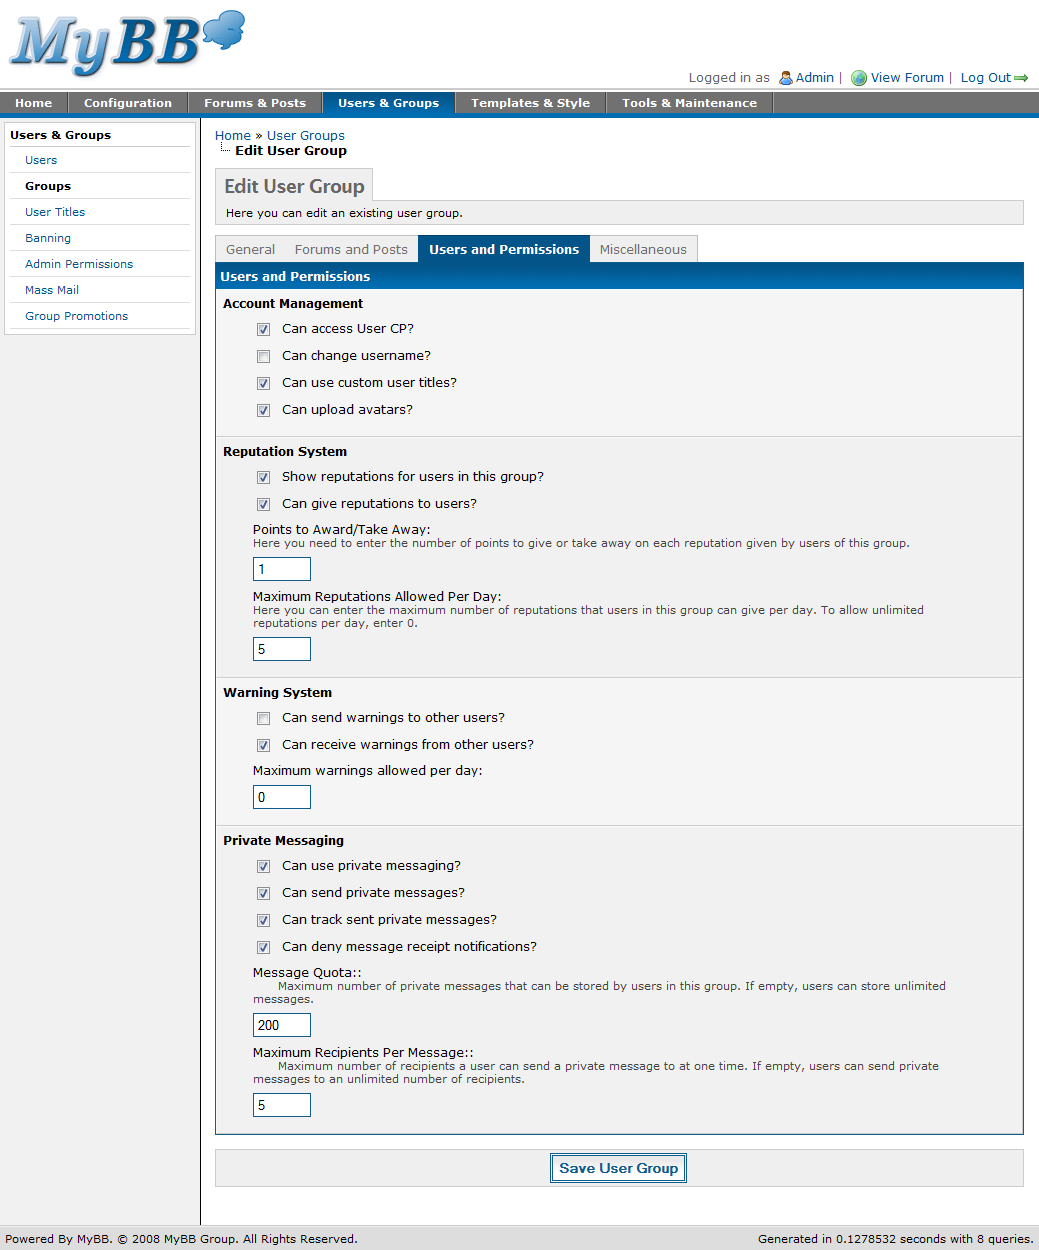 MyBB
Logged in as Admin | View Forum | Log Out
Home Configuration Forums & Posts Users & Groups Templates & Style Tools & Maintenance
Users & Groups
Users
Groups
User Titles
Banning
Admin Permissions
Mass Mail
Group Promotions
Home » User Groups
Edit User Group
Edit User Group
Here you can edit an existing user group.
General Forums and Posts Users and Permissions Miscellaneous
Users and Permissions
Account Management
Can access User CP?
Can change username?
Can use custom user titles?
Can upload avatars?
Reputation System
Show reputations for users in this group?
Can give reputations to users?
Points to Award/Take Away:
Here you need to enter the number of points to give or take away on each reputation given by users of this group.
1
Maximum Reputations Allowed Per Day:
Here you can enter the maximum number of reputations that users in this group can give per day. To allow unlimited
reputations per day, enter 0.
5
Warning System
Can send warnings to other users?
Can receive warnings from other users?
Maximum warnings allowed per day:
0
Private Messaging
Can use private messaging?
Can send private messages?
Can track sent private messages?
Can deny message receipt notifications?
Message Quota::
Maximum number of private messages that can be stored by users in this group. If empty, users can store unlimited
messages.
200
Maximum Recipients Per Message::
Maximum number of recipients a user can send a private message to at one time. If empty, users can send private
messages to an unlimited number of recipients.
5
Save User Group
Powered By MyBB. © 2008 MyBB Group. All Rights Reserved.
Generated in 0.1278532 seconds with 8 queries.